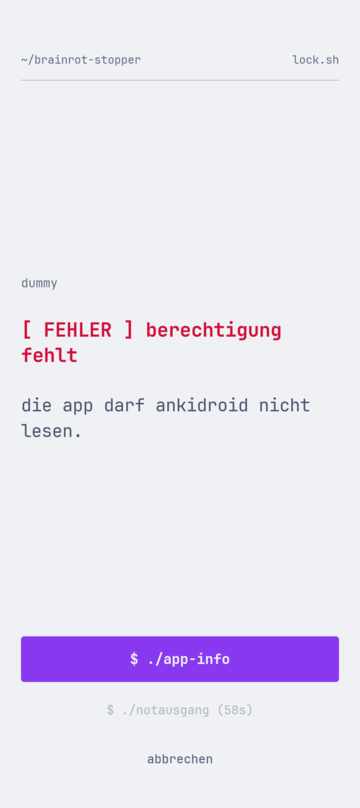 ~/brainrot-stopper lock.sh
dummy
[ FEHLER ] berechtigung
fehlt
die app darf ankidroid nicht
lesen.
$ ./app-info
$ ./notausgang (58s)
abbrechen